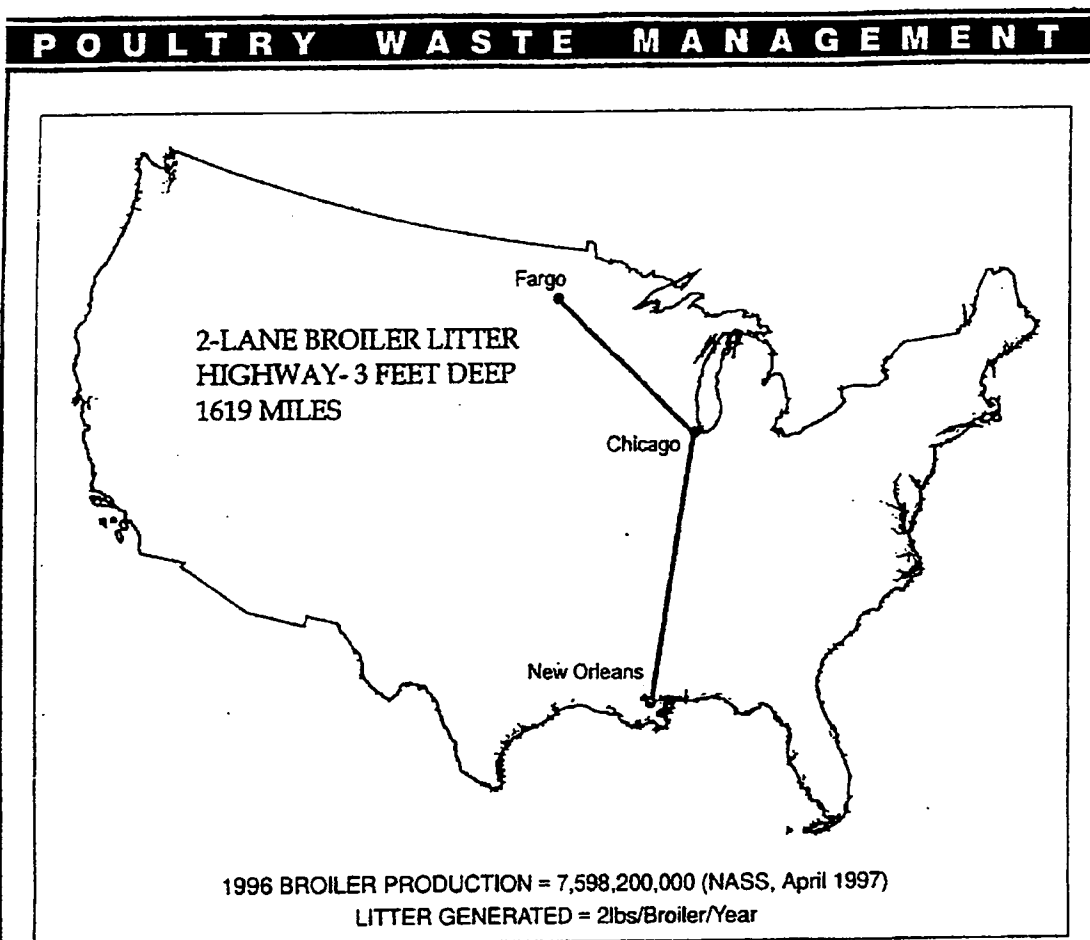 POULTRY WASTE MANAGEMENT
Fargo
2-LANE BROILER LITTER
HIGHWAY- 3 FEET DEEP
1619 MILES
Chicago
New Orleans
1996 BROILER PRODUCTION = 7,598,200,000 (NASS, April 1997)
LITTER GENERATED = 2lbs/Broiler/Year